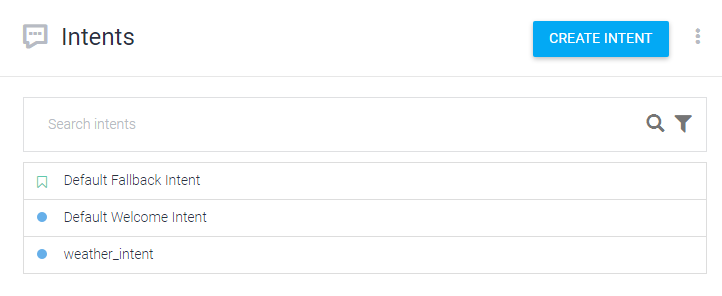 Intents
CREATE INTENT
Search intents
Default Fallback Intent
Default Welcome Intent
weather_intent